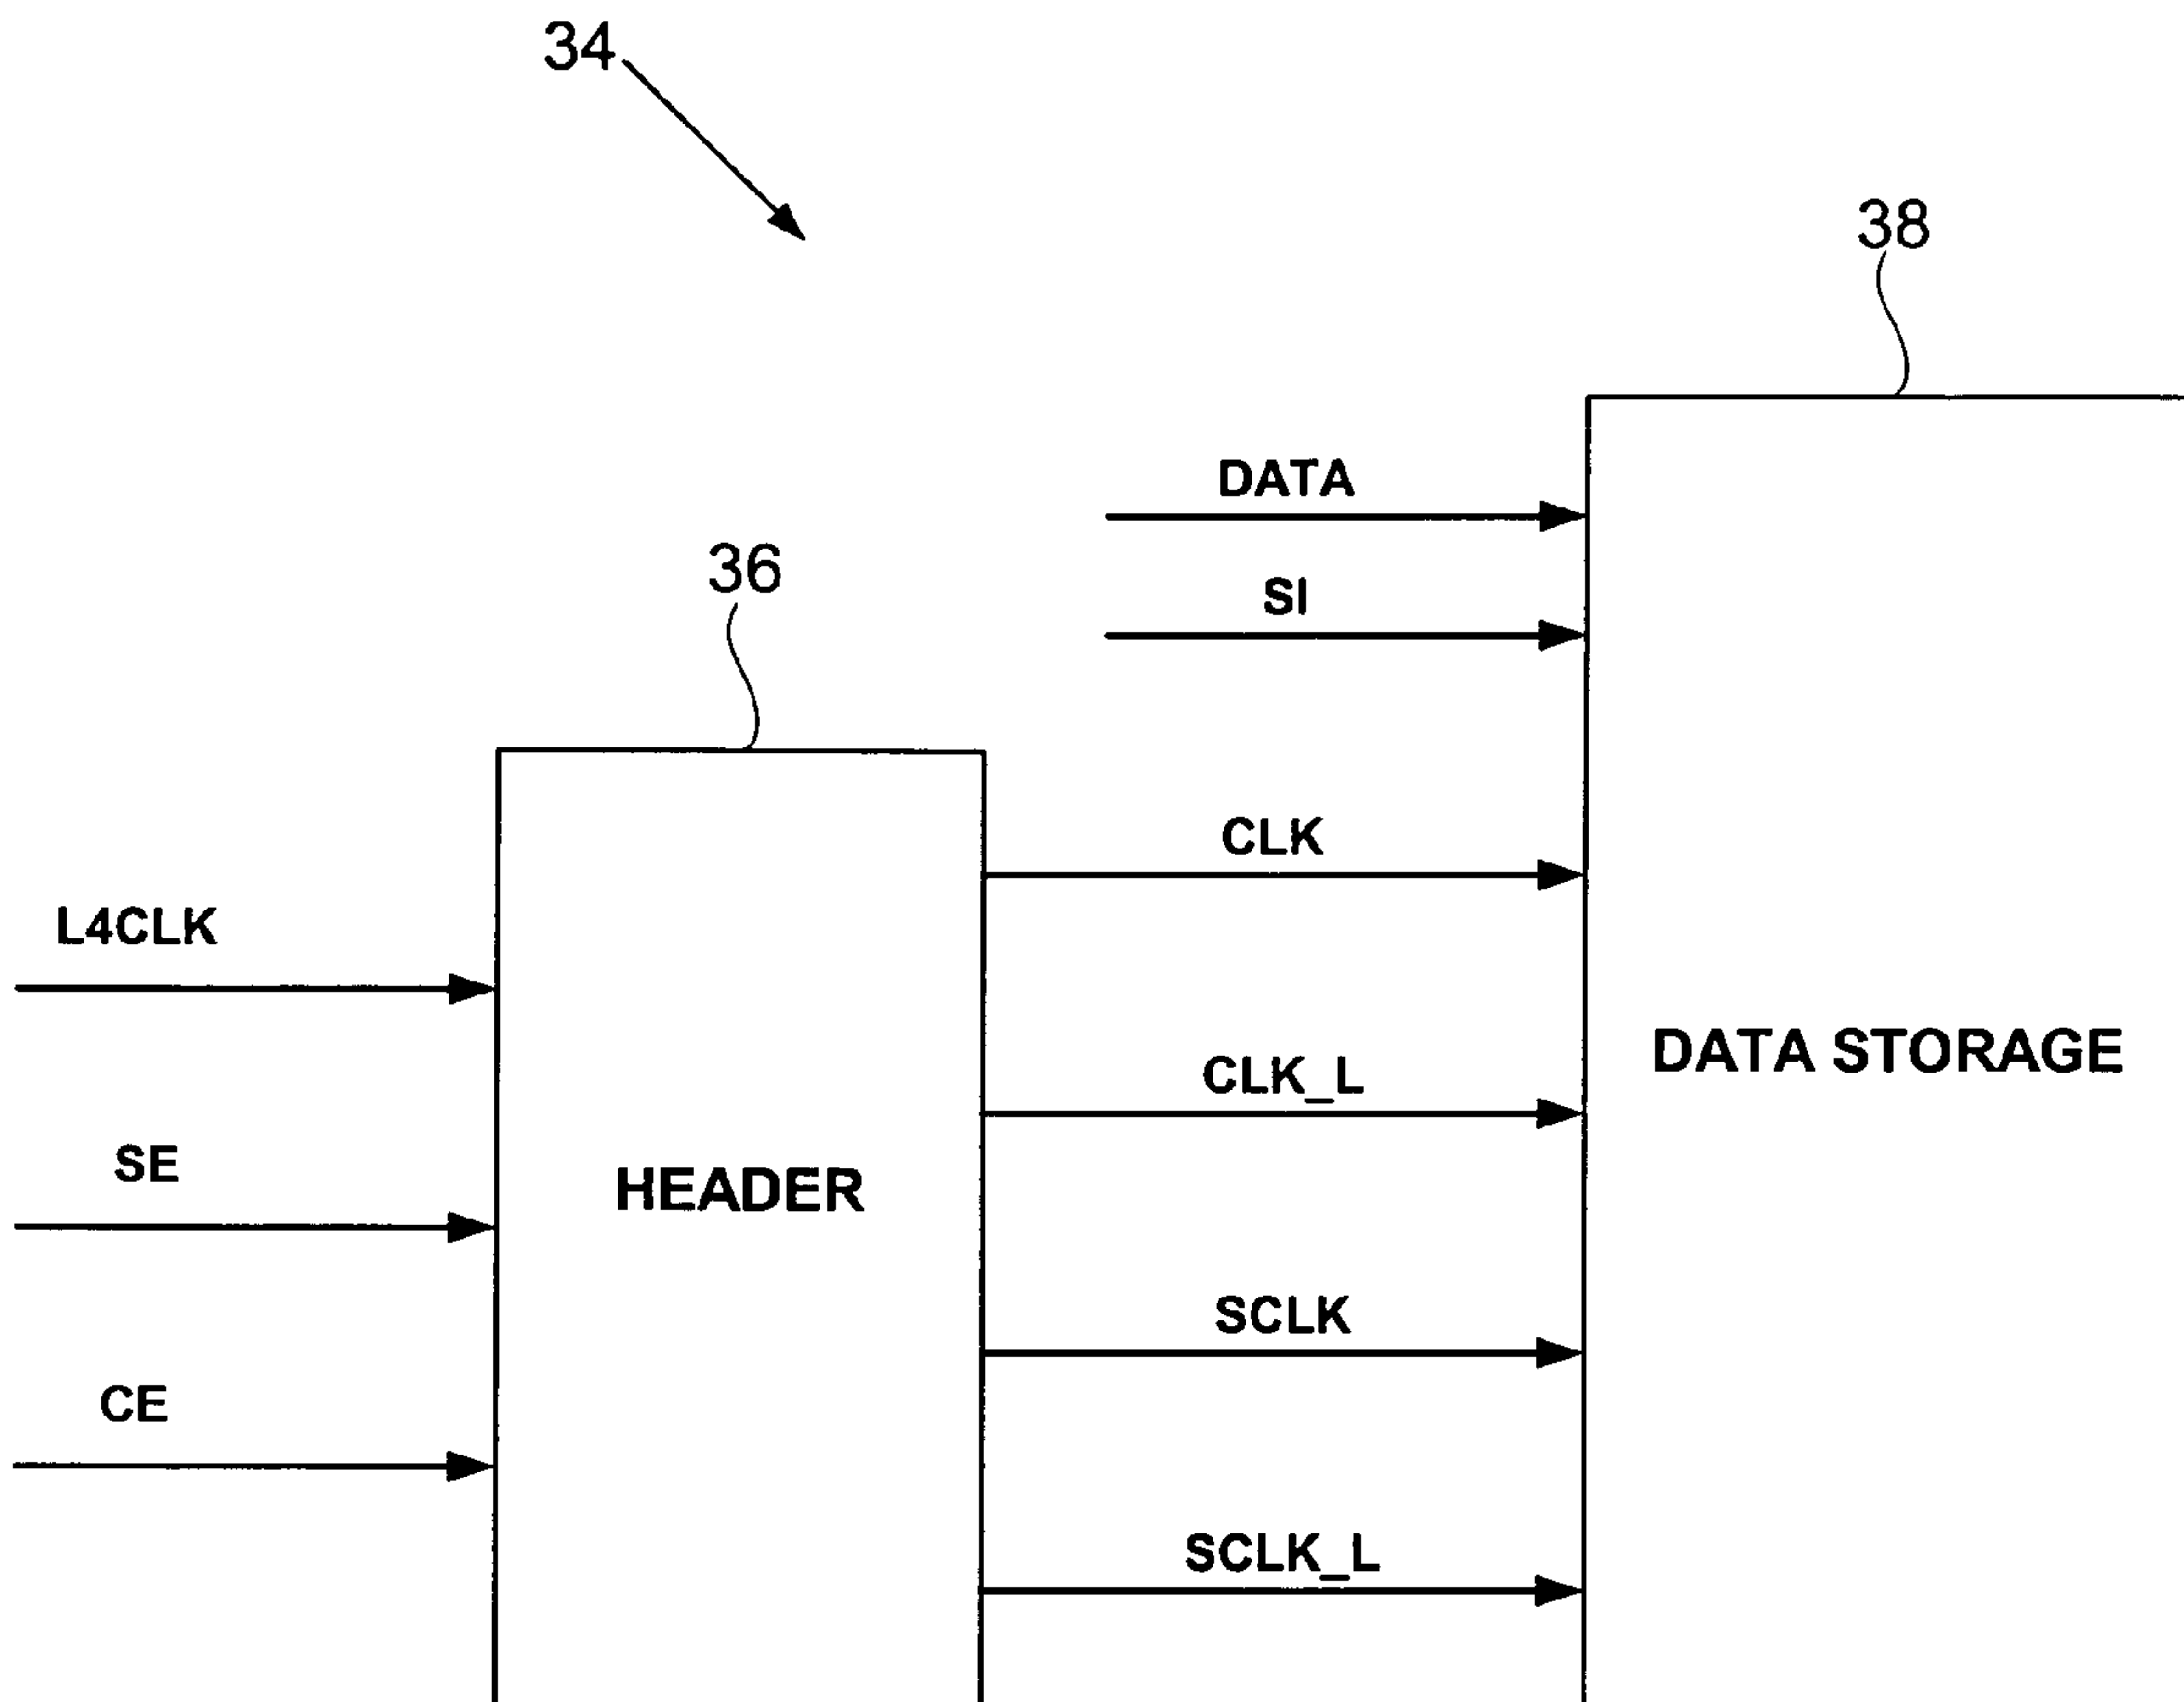 34
38
DATA
36
SI
CLK
L4CLK
DATA STORAGE
CLK_L
SE
HEADER
SCLK
CE
SCLK_L